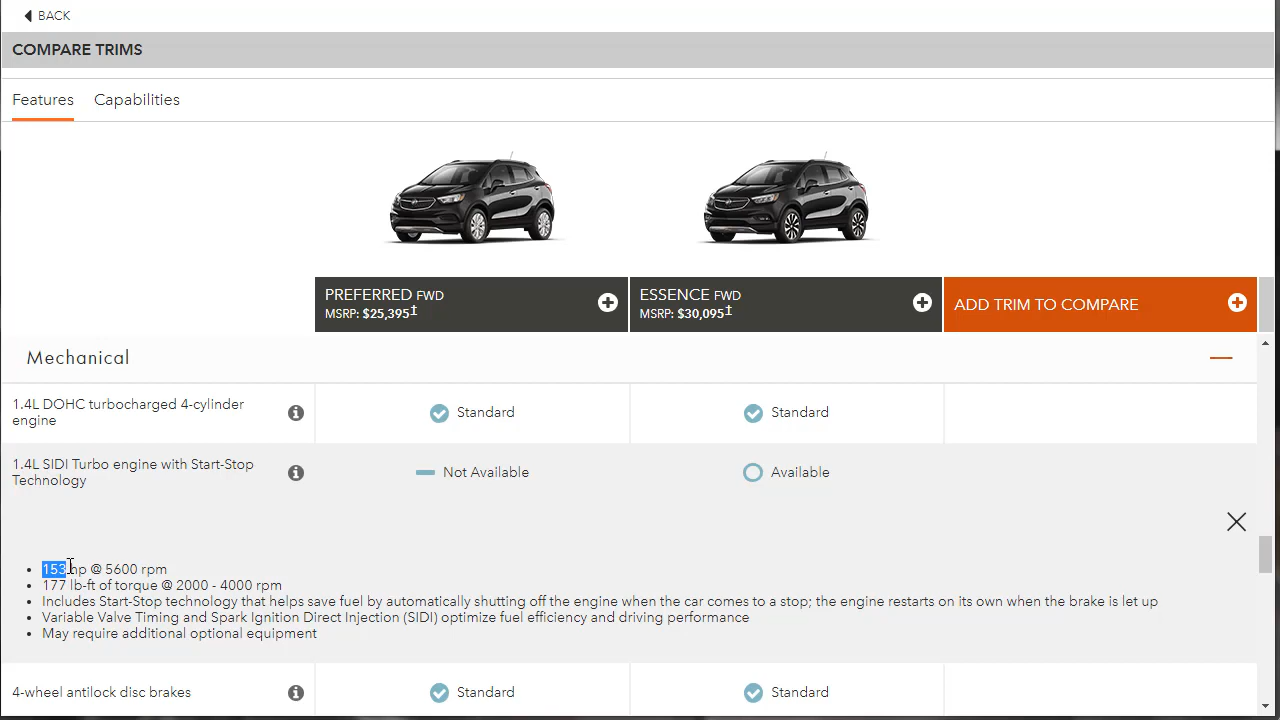 BACK
COMPARE TRIMS
Features Capabilities
PREFERRED FWD
MSRP: $25,395‡
ESSENCE FWD
MSRP: $30,095‡
ADD TRIM TO COMPARE
Mechanical
1.4L DOHC turbocharged 4-cylinder
engine
Standard Standard
1.4L SIDI Turbo engine with Start-Stop
Technology
Not Available Available
• 153 hp @ 5600 rpm
• 177 lb-ft of torque @ 2000 - 4000 rpm
• Includes Start-Stop technology that helps save fuel by automatically shutting off the engine when the car comes to a stop; the engine restarts on its own when the brake is let up
• Variable Valve Timing and Spark Ignition Direct Injection (SIDI) optimize fuel efficiency and driving performance
• May require additional optional equipment
4-wheel antilock disc brakes Standard Standard